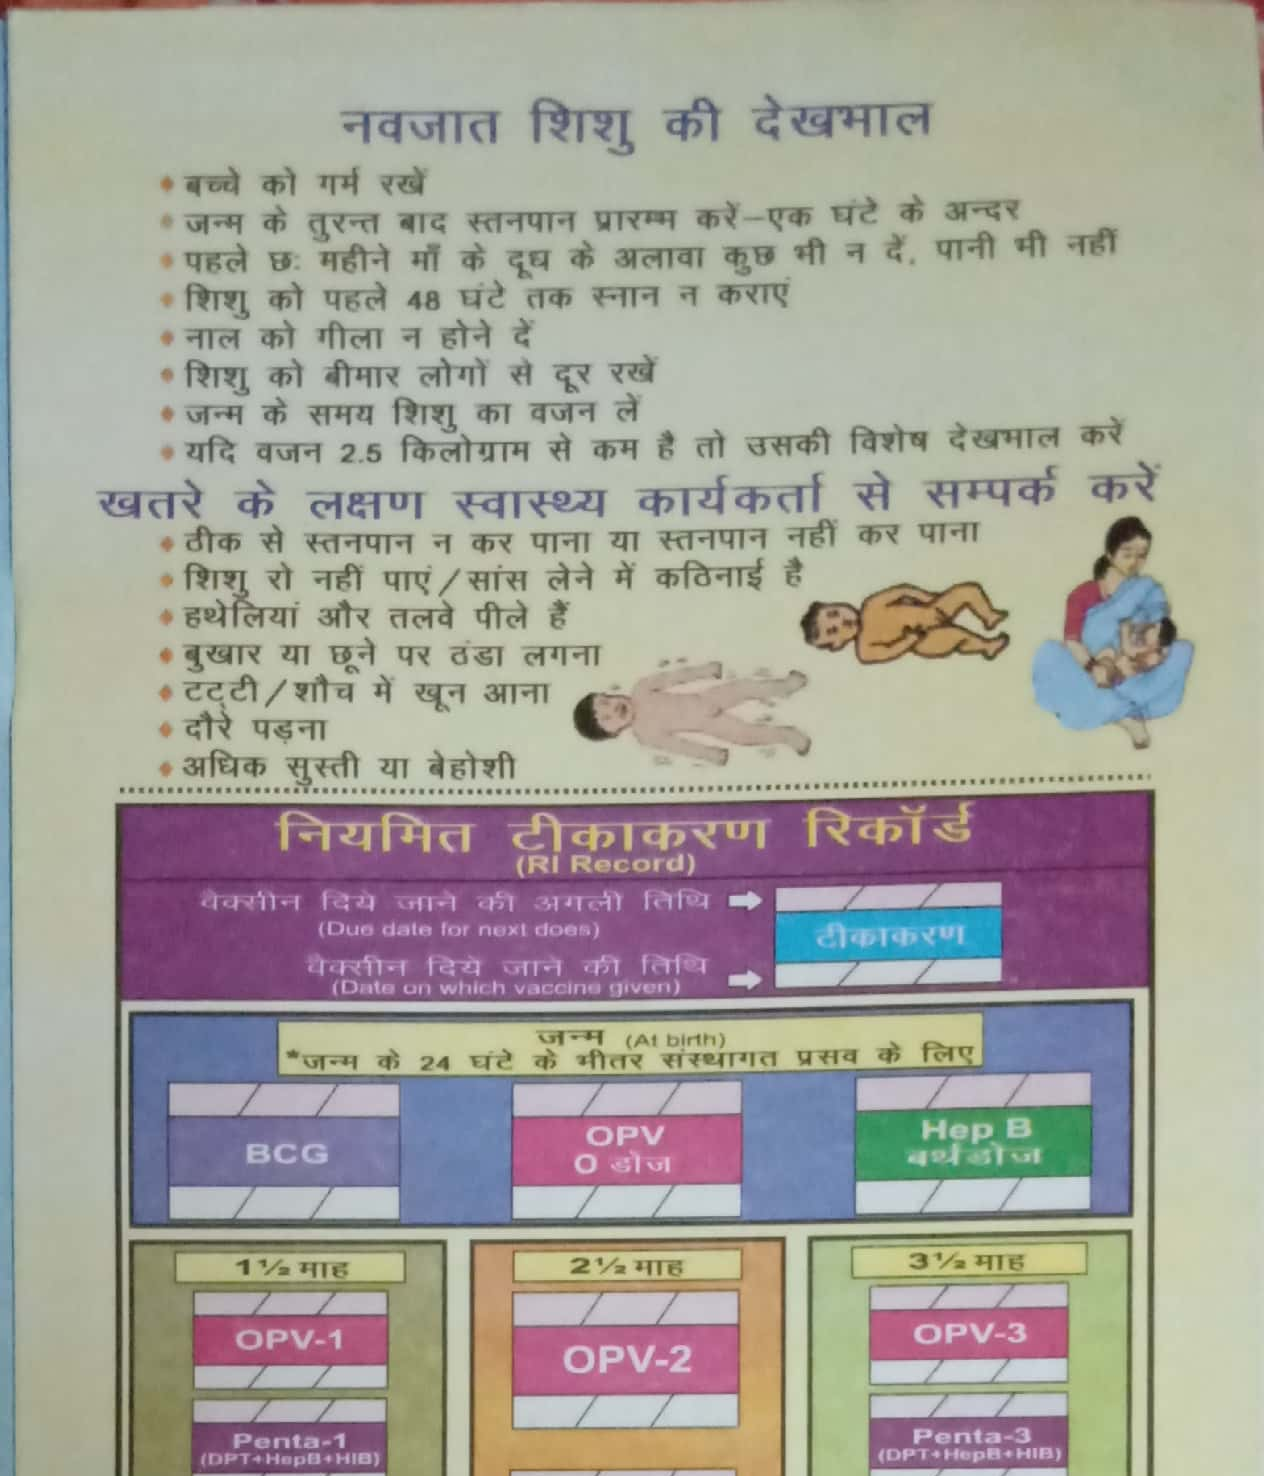 नवजात शिशु की देखभाल
बच्चे को गर्म रखें
जन्म के तुरन्त बाद स्तनपान प्रारम्भ करें–एक घंटे के अन्दर
पहले छः महीने माँ के दूध के अलावा कुछ भी न दें, पानी भी नहीं
शिशु को पहले 48 घंटे तक स्नान न कराएं
नाल को गीला न होने दें
शिशु को बीमार लोगों से दूर रखें
जन्म के समय शिशु का वजन लें
यदि वजन 2.5 किलोग्राम से कम है तो उसकी विशेष देखभाल करें
खतरे के लक्षण स्वास्थ्य कार्यकर्ता से सम्पर्क करें
ठीक से स्तनपान न कर पाना या स्तनपान नहीं कर पाना
शिशु रो नहीं पाएं/सांस लेने में कठिनाई है
हथेलियां और तलवे पीले हैं
बुखार या छूने पर ठंडा लगना
टट्टी/शौच में खून आना
दौरे पड़ना
अधिक सुस्ती या बेहोशी
नियमित टीकाकरण रिकॉर्ड
(RI Record)
वैक्सीन दिये जाने की अगली तिथि
(Due date for next does)
टीकाकरण
वैक्सीन दिये जाने की तिथि
(Date on which vaccine given)
जन्म (At birth)
*जन्म के 24 घंटे के भीतर संस्थागत प्रसव के लिए
BCG
OPV
0 डोज
Hep B
बर्थडोज
1½ माह
2½ माह
3½ माह
OPV-1
OPV-2
OPV-3
Penta-1
(DPT+HepB+HIB)
Penta-3
(DPT+HepB+HIB)